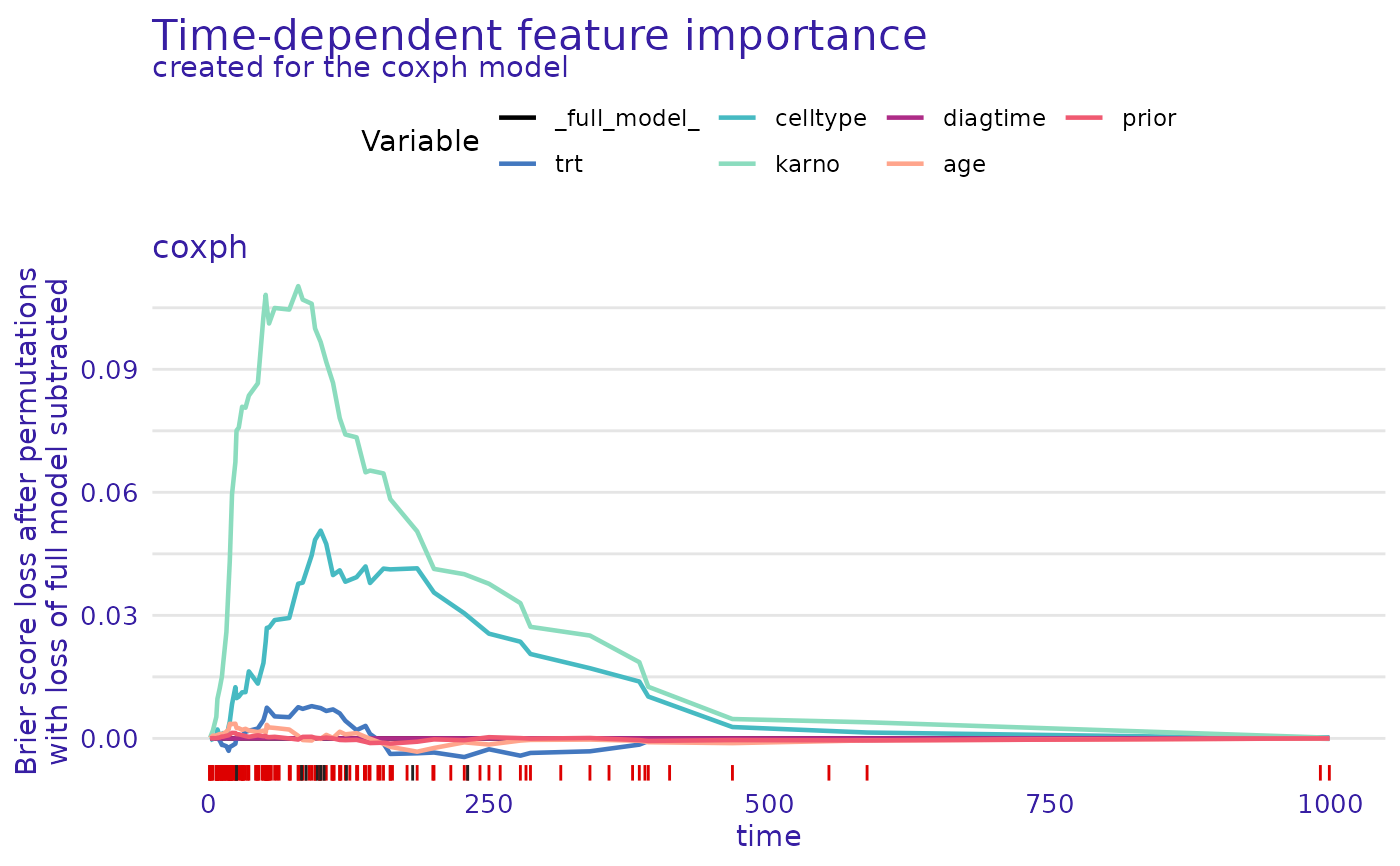 Time-dependent feature importance
created for the coxph model
Variable
_full_model_ celltype diagtime prior
trt karno age
coxph
Brier score loss after permutations
with loss of full model subtracted
0.09
0.06
0.03
0.00
0 250 500 750 1000
time